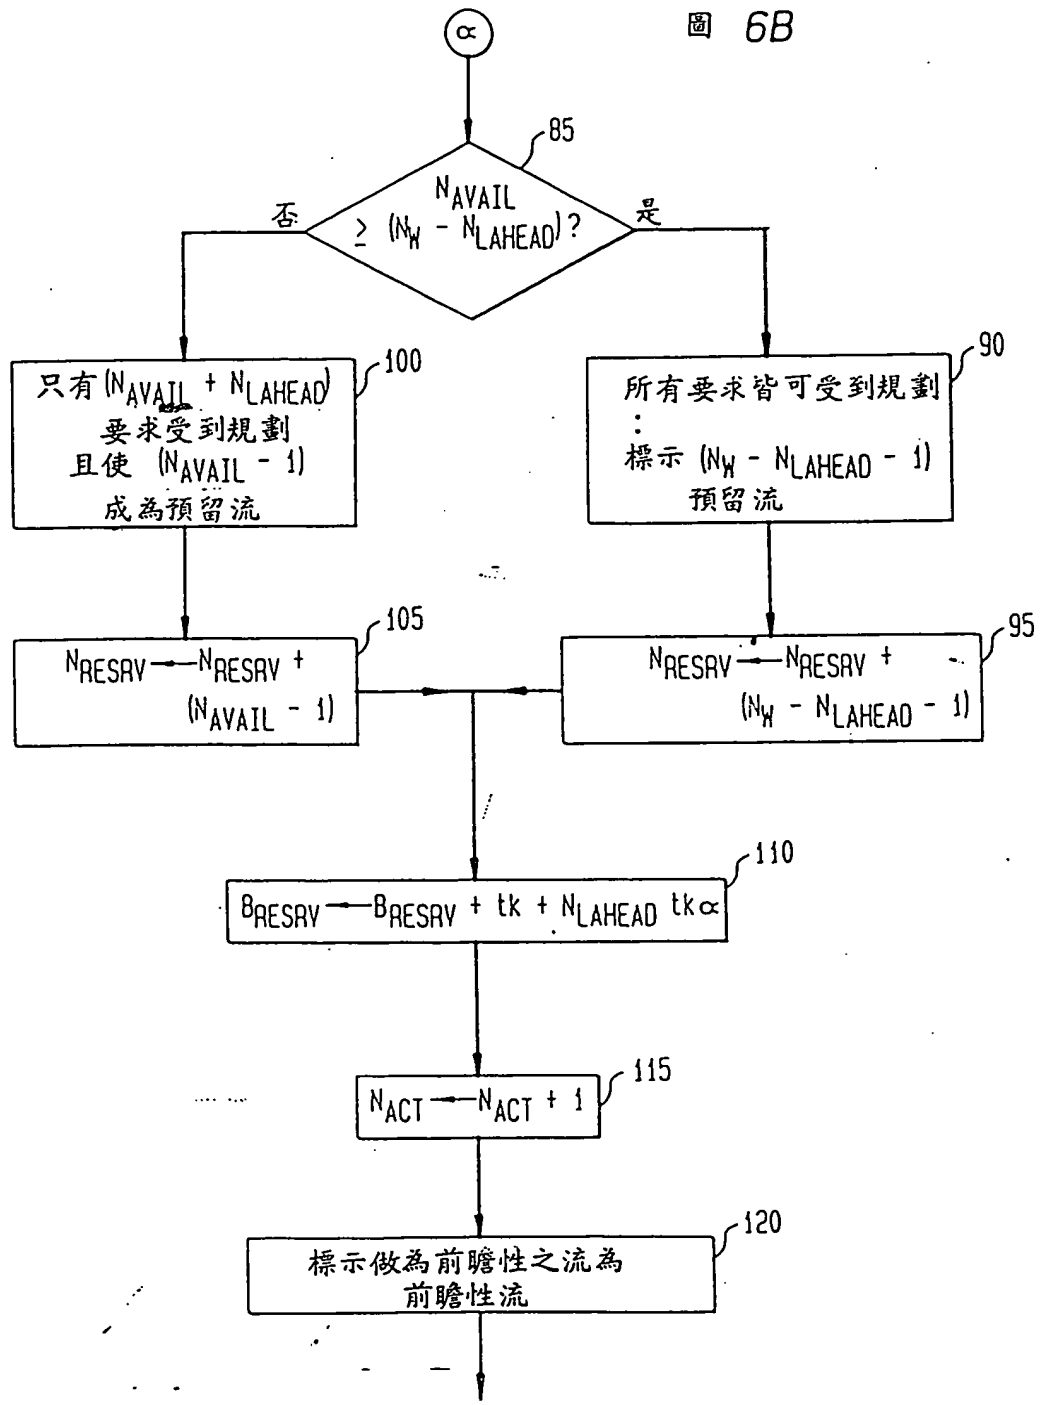 圖 6B
∝
85
N_AVAIL
≥ (N_W - N_LAHEAD)?
否
是
100
只有(N_AVAIL + N_LAHEAD)
要求受到規劃
且使 (N_AVAIL - 1)
成為預留流
90
所有要求皆可受到規劃
:
標示 (N_W - N_LAHEAD - 1)
預留流
105
N_RESRV ← N_RESRV +
(N_AVAIL - 1)
95
N_RESRV ← N_RESRV +
(N_W - N_LAHEAD - 1)
110
B_RESRV ← B_RESRV + tk + N_LAHEAD tk∝
115
N_ACT ← N_ACT + 1
120
標示做為前瞻性之流為
前瞻性流